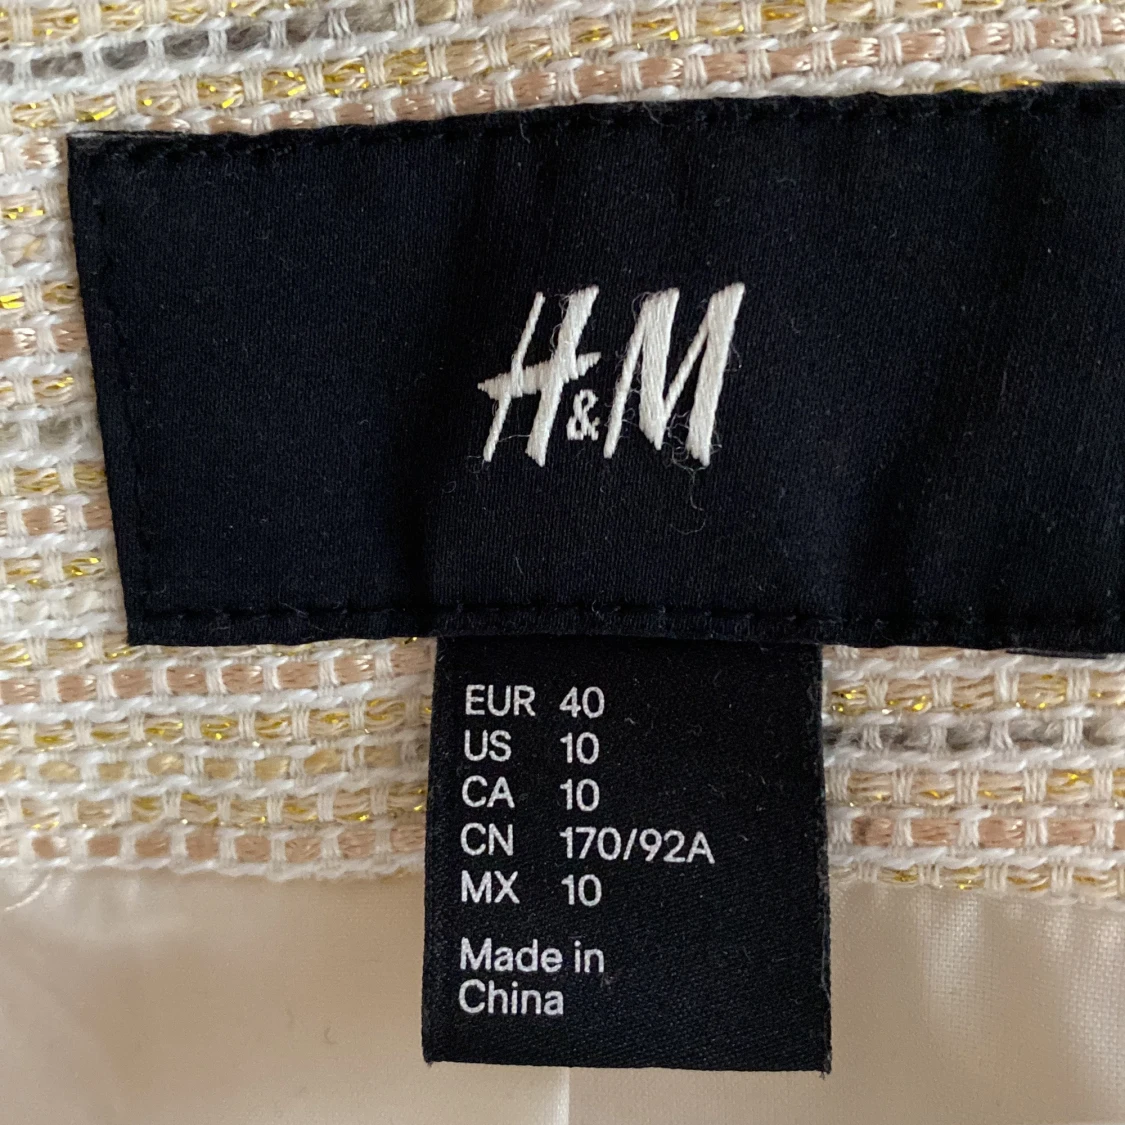 H&M
EUR 40
US 10
CA 10
CN 170/92A
MX 10
Made in
China